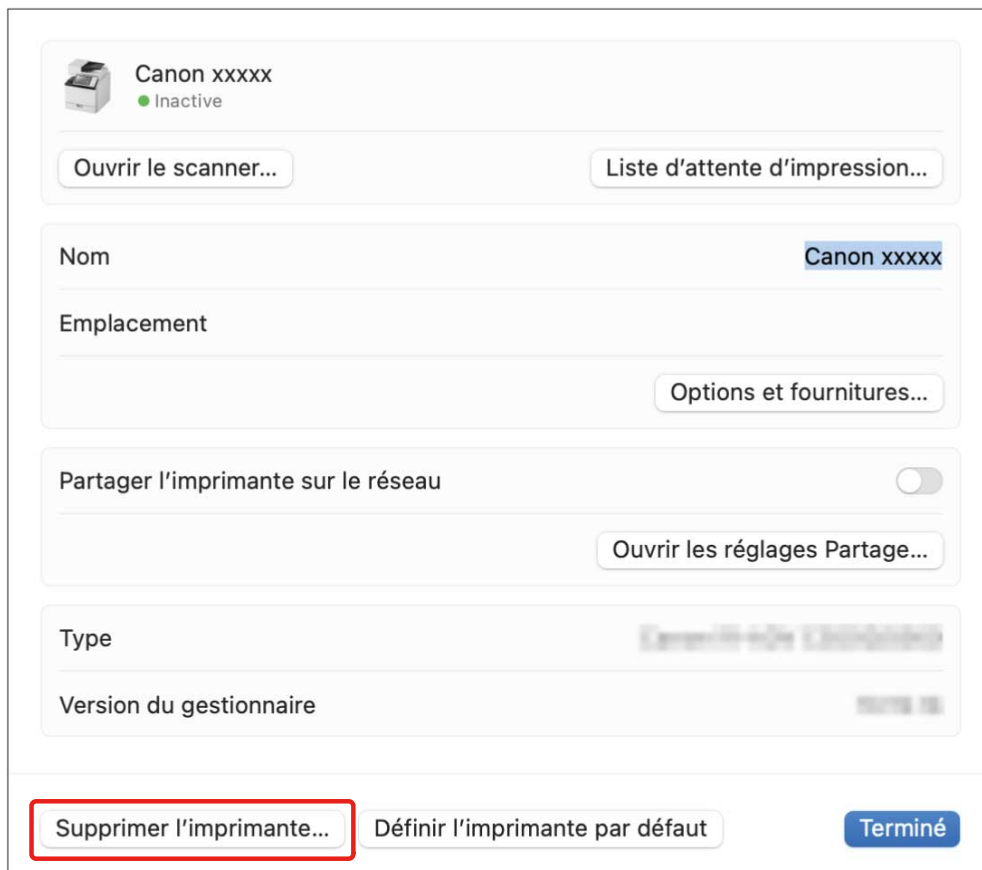 Canon xxxxx
Inactive
Ouvrir le scanner... Liste d’attente d’impression...
Nom Canon xxxxx
Emplacement
Options et fournitures...
Partager l’imprimante sur le réseau
Ouvrir les réglages Partage...
Type
Version du gestionnaire
Supprimer l’imprimante... Définir l’imprimante par défaut Terminé